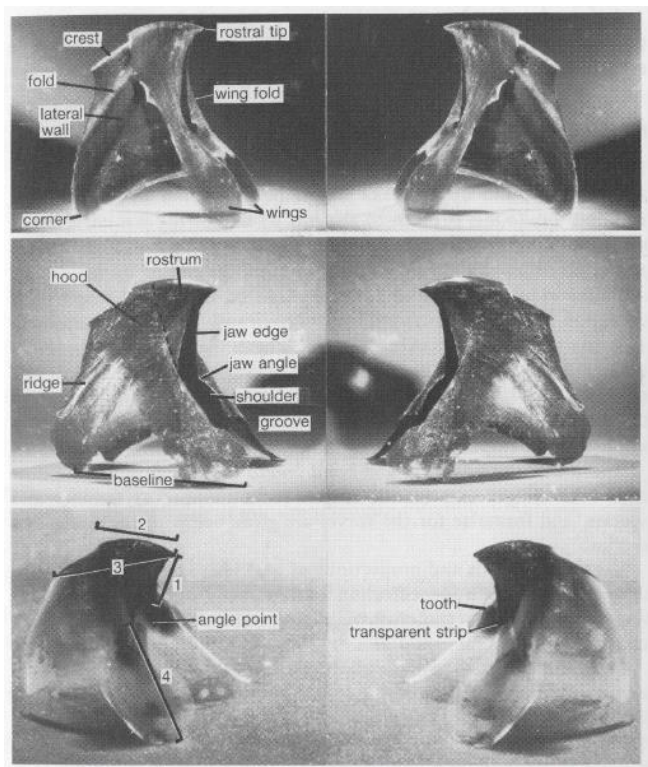 crest
rostral tip
fold
wing fold
lateral
wall
corner
wings
rostrum
hood
jaw edge
jaw angle
ridge
shoulder
groove
baseline
2
3
1
angle point
4
tooth
transparent strip